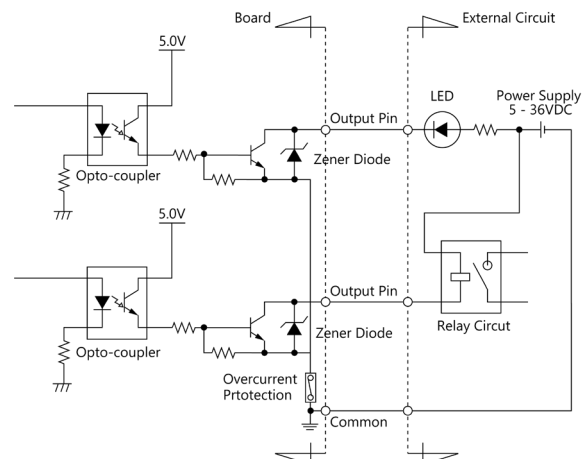 Board
External Circuit
5.0V
LED
Power Supply
5 - 36VDC
Output Pin
Zener Diode
Opto-coupler
5.0V
Output Pin
Relay Circut
Zener Diode
Opto-coupler
Overcurrent
Prtotection
Common